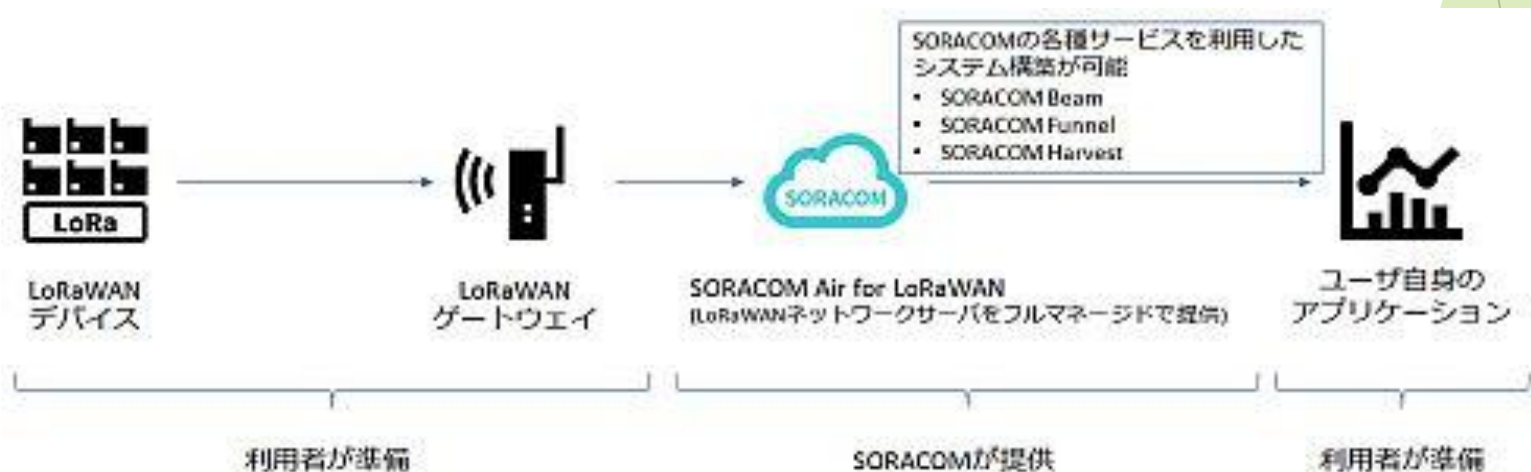 SORACOMの各種サービスを利用した
システム構築が可能
• SORACOM Beam
• SORACOM Funnel
• SORACOM Harvest
LoRa
SORACOM
LoRaWAN
デバイス
LoRaWAN
ゲートウェイ
SORACOM Air for LoRaWAN
(LoRaWANネットワークサーバをフルマネージドで提供)
ユーザ自身の
アプリケーション
利用者が準備
SORACOMが提供
利用者が準備